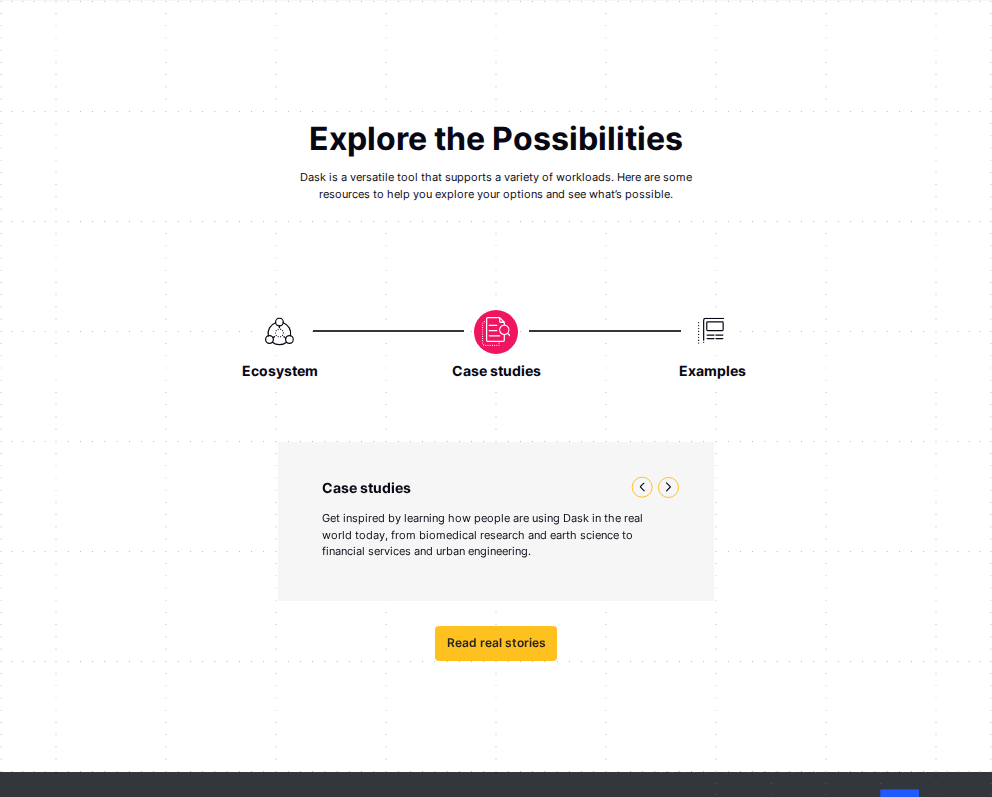 Explore the Possibilities
Dask is a versatile tool that supports a variety of workloads. Here are some
resources to help you explore your options and see what's possible.
Ecosystem
Case studies
Examples
Case studies
Get inspired by learning how people are using Dask in the real
world today, from biomedical research and earth science to
financial services and urban engineering.
Read real stories